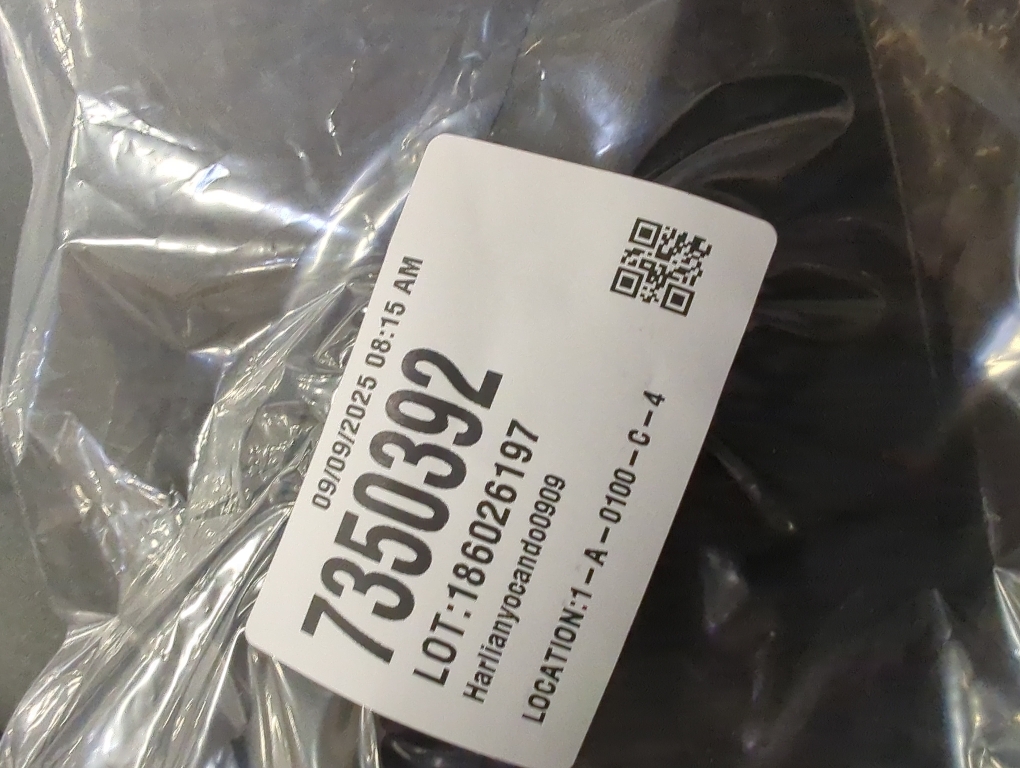 09/09/2025 08:15 AM
7350392
LOT:186026197
Harlianyocando0909
LOCATION:1-A-0100-C-4